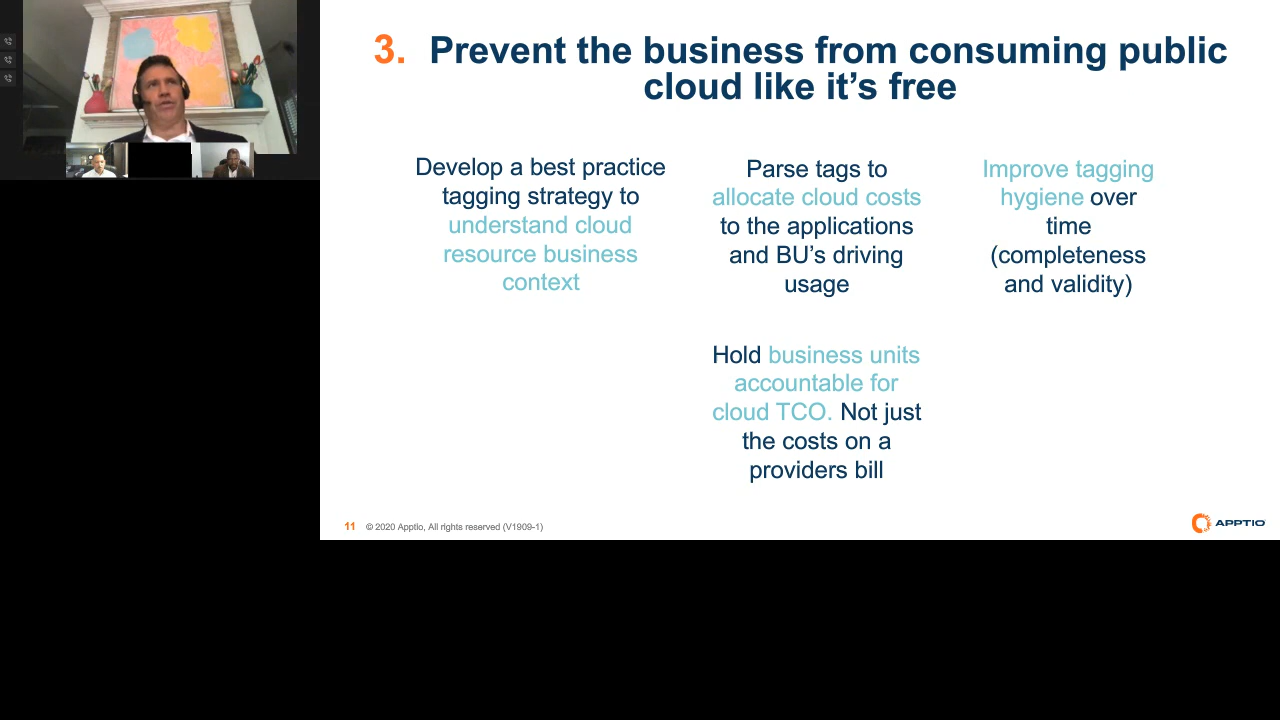 3. Prevent the business from consuming public
cloud like it’s free
Develop a best practice
tagging strategy to
understand cloud
resource business
context
Parse tags to
allocate cloud costs
to the applications
and BU’s driving
usage
Improve tagging
hygiene over
time
(completeness
and validity)
Hold business units
accountable for
cloud TCO. Not just
the costs on a
providers bill
11 © 2020 Apptio, All rights reserved (V1909-1)
APPTIO